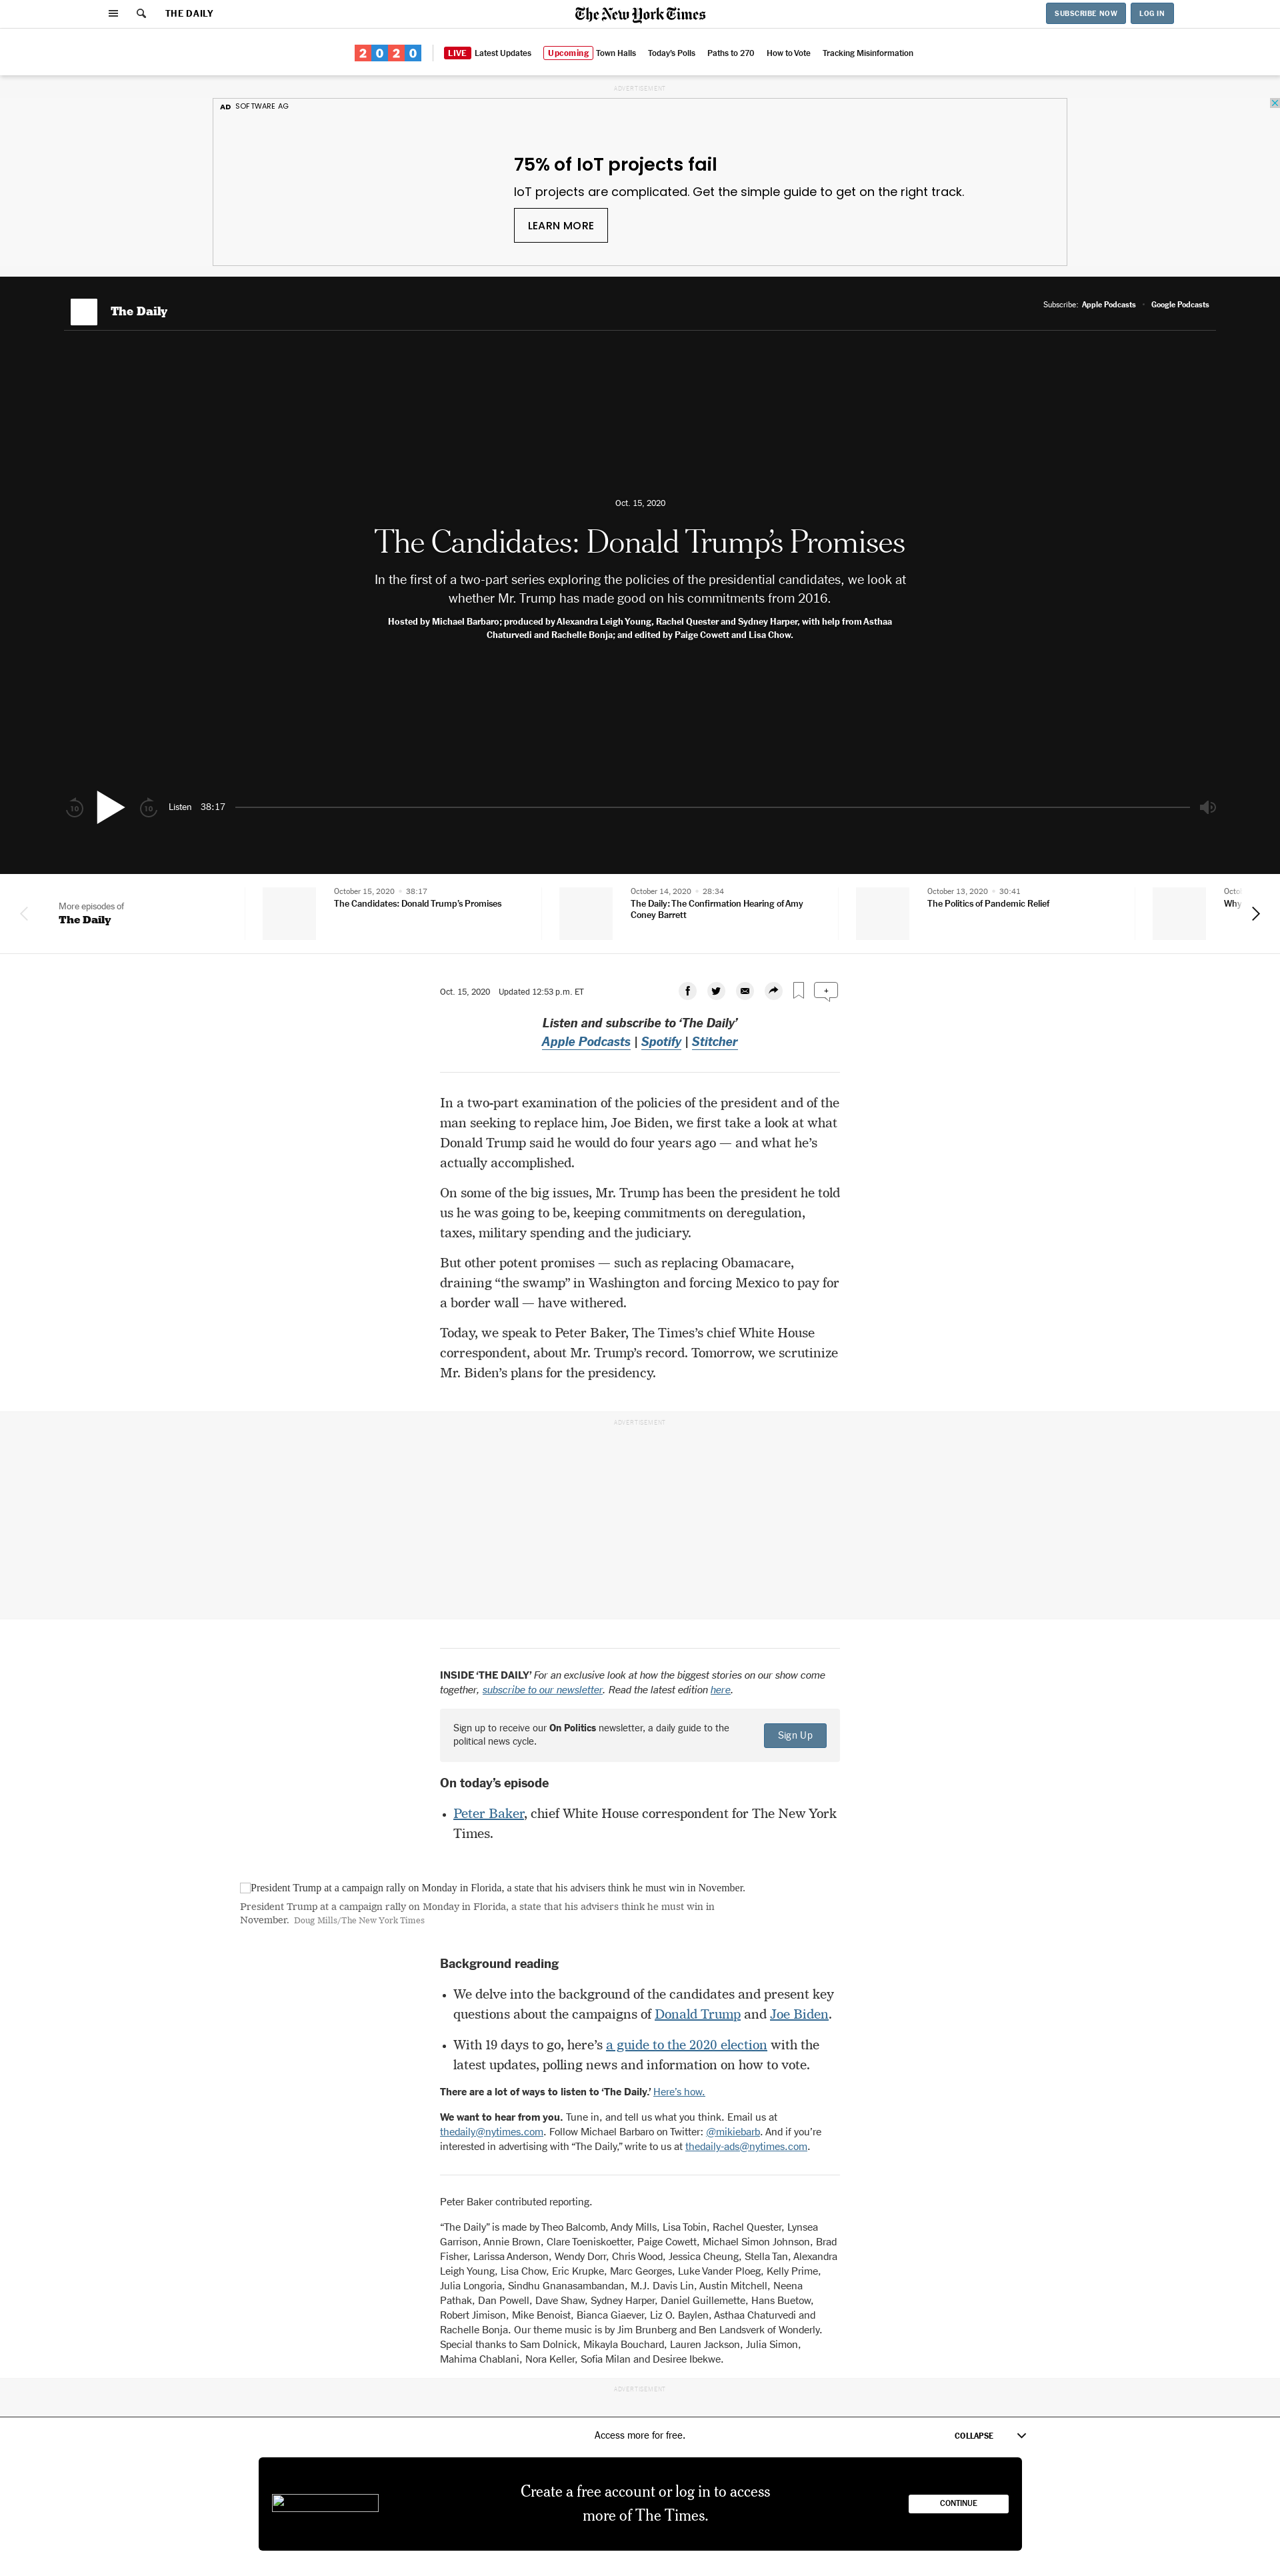 THE DAILY
The New York Times
SUBSCRIBE NOW
LOG IN
2020
LIVE Latest Updates
Upcoming Town Halls
Today's Polls
Paths to 270
How to Vote
Tracking Misinformation
ADVERTISEMENT
AD SOFTWARE AG
75% of IoT projects fail
IoT projects are complicated. Get the simple guide to get on the right track.
LEARN MORE
The Daily
Subscribe: Apple Podcasts • Google Podcasts
Oct. 15, 2020
The Candidates: Donald Trump’s Promises
In the first of a two-part series exploring the policies of the presidential candidates, we look at
whether Mr. Trump has made good on his commitments from 2016.
Hosted by Michael Barbaro; produced by Alexandra Leigh Young, Rachel Quester and Sydney Harper, with help from Asthaa
Chaturvedi and Rachelle Bonja; and edited by Paige Cowett and Lisa Chow.
10
10
Listen 38:17
More episodes of
The Daily
October 15, 2020 • 38:17
The Candidates: Donald Trump’s Promises
October 14, 2020 • 28:34
The Daily: The Confirmation Hearing of Amy
Coney Barrett
October 13, 2020 • 30:41
The Politics of Pandemic Relief
Octo
Why
Oct. 15, 2020 Updated 12:53 p.m. ET
+
Listen and subscribe to ‘The Daily’
Apple Podcasts | Spotify | Stitcher
In a two-part examination of the policies of the president and of the
man seeking to replace him, Joe Biden, we first take a look at what
Donald Trump said he would do four years ago — and what he’s
actually accomplished.
On some of the big issues, Mr. Trump has been the president he told
us he was going to be, keeping commitments on deregulation,
taxes, military spending and the judiciary.
But other potent promises — such as replacing Obamacare,
draining “the swamp” in Washington and forcing Mexico to pay for
a border wall — have withered.
Today, we speak to Peter Baker, The Times’s chief White House
correspondent, about Mr. Trump’s record. Tomorrow, we scrutinize
Mr. Biden’s plans for the presidency.
ADVERTISEMENT
INSIDE ‘THE DAILY’ For an exclusive look at how the biggest stories on our show come
together, subscribe to our newsletter. Read the latest edition here.
Sign up to receive our On Politics newsletter, a daily guide to the
political news cycle.
Sign Up
On today’s episode
• Peter Baker, chief White House correspondent for The New York
Times.
President Trump at a campaign rally on Monday in Florida, a state that his advisers think he must win in November.
President Trump at a campaign rally on Monday in Florida, a state that his advisers think he must win in
November. Doug Mills/The New York Times
Background reading
• We delve into the background of the candidates and present key
questions about the campaigns of Donald Trump and Joe Biden.
• With 19 days to go, here’s a guide to the 2020 election with the
latest updates, polling news and information on how to vote.
There are a lot of ways to listen to ‘The Daily.’ Here’s how.
We want to hear from you. Tune in, and tell us what you think. Email us at
thedaily@nytimes.com. Follow Michael Barbaro on Twitter: @mikiebarb. And if you’re
interested in advertising with “The Daily,” write to us at thedaily-ads@nytimes.com.
Peter Baker contributed reporting.
“The Daily” is made by Theo Balcomb, Andy Mills, Lisa Tobin, Rachel Quester, Lynsea
Garrison, Annie Brown, Clare Toeniskoetter, Paige Cowett, Michael Simon Johnson, Brad
Fisher, Larissa Anderson, Wendy Dorr, Chris Wood, Jessica Cheung, Stella Tan, Alexandra
Leigh Young, Lisa Chow, Eric Krupke, Marc Georges, Luke Vander Ploeg, Kelly Prime,
Julia Longoria, Sindhu Gnanasambandan, M.J. Davis Lin, Austin Mitchell, Neena
Pathak, Dan Powell, Dave Shaw, Sydney Harper, Daniel Guillemette, Hans Buetow,
Robert Jimison, Mike Benoist, Bianca Giaever, Liz O. Baylen, Asthaa Chaturvedi and
Rachelle Bonja. Our theme music is by Jim Brunberg and Ben Landsverk of Wonderly.
Special thanks to Sam Dolnick, Mikayla Bouchard, Lauren Jackson, Julia Simon,
Mahima Chablani, Nora Keller, Sofia Milan and Desiree Ibekwe.
ADVERTISEMENT
Access more for free.
COLLAPSE
Create a free account or log in to access
more of The Times.
CONTINUE